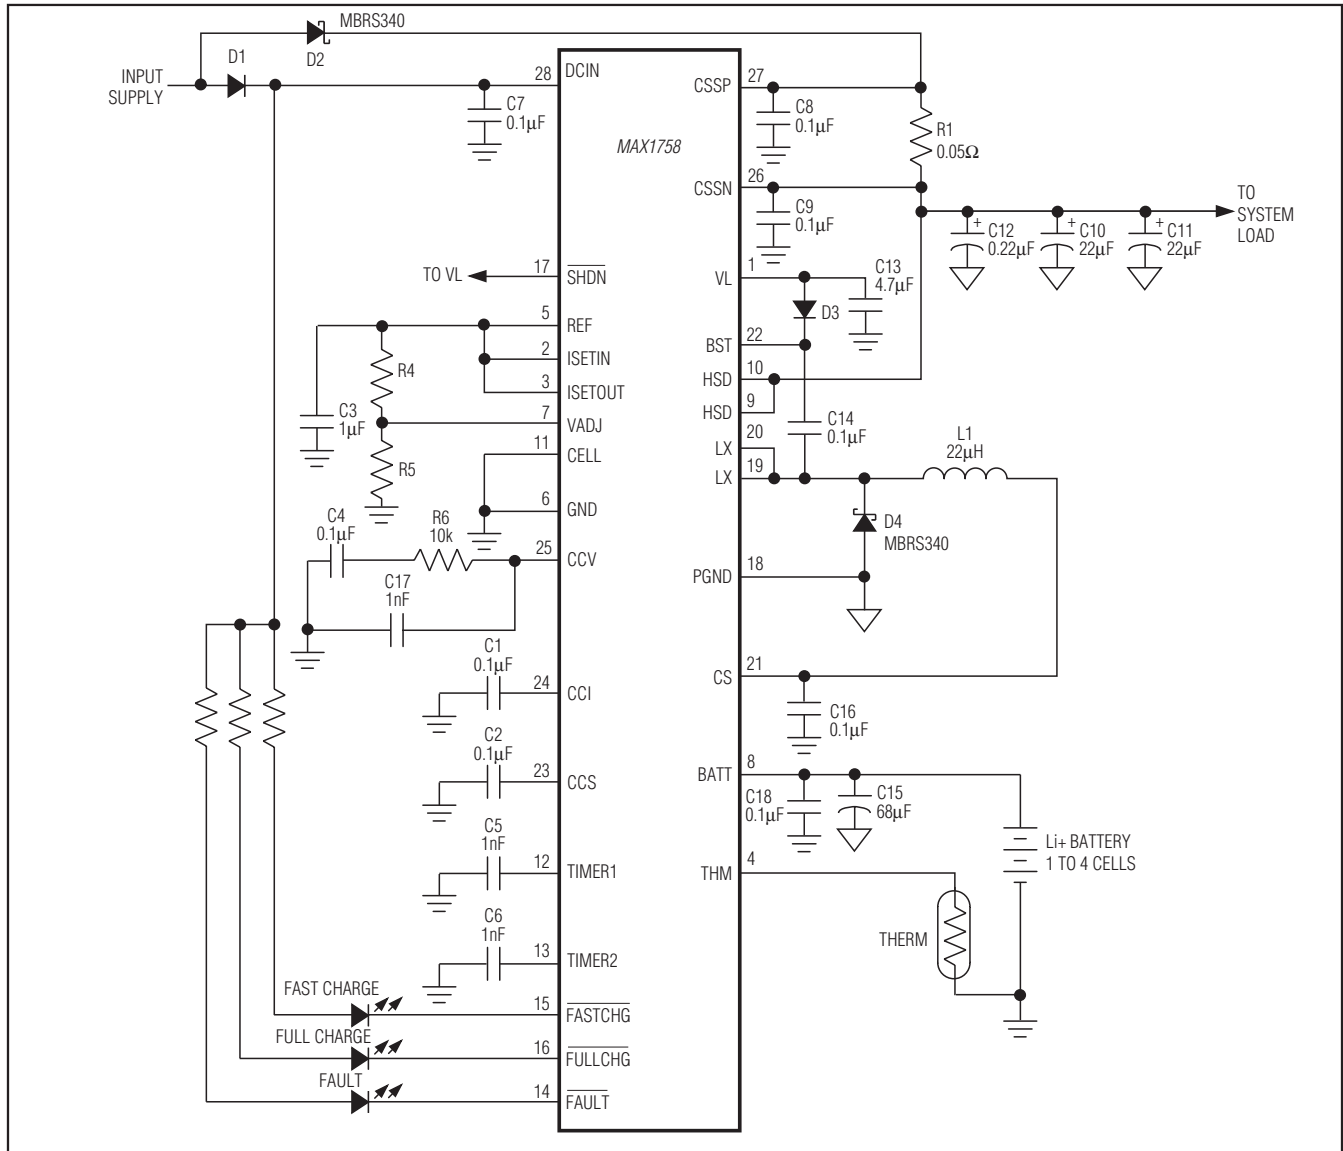 MBRS340
D1
D2
INPUT
SUPPLY
28
DCIN
C7
0.1µF
MAX1758
CSSP
27
C8
0.1µF
R1
0.05Ω
CSSN
26
C9
0.1µF
TO
SYSTEM
LOAD
+
C12
0.22µF
+
C10
22µF
+
C11
22µF
TO VL
17
SHDN
VL
1
C13
4.7µF
D3
5
REF
BST
22
2
ISETIN
R4
HSD
10
3
ISETOUT
HSD
9
C3
1µF
7
VADJ
C14
0.1µF
LX
20
11
CELL
LX
19
L1
22µH
R5
6
GND
D4
MBRS340
C4
0.1µF
R6
10k
25
CCV
PGND
18
C17
1nF
C1
0.1µF
24
CCI
CS
21
C16
0.1µF
C2
0.1µF
23
CCS
BATT
8
C18
0.1µF
C15
68µF
C5
1nF
12
TIMER1
THM
4
Li+ BATTERY
1 TO 4 CELLS
THERM
C6
1nF
13
TIMER2
FAST CHARGE
15
FASTCHG
FULL CHARGE
16
FULLCHG
FAULT
14
FAULT